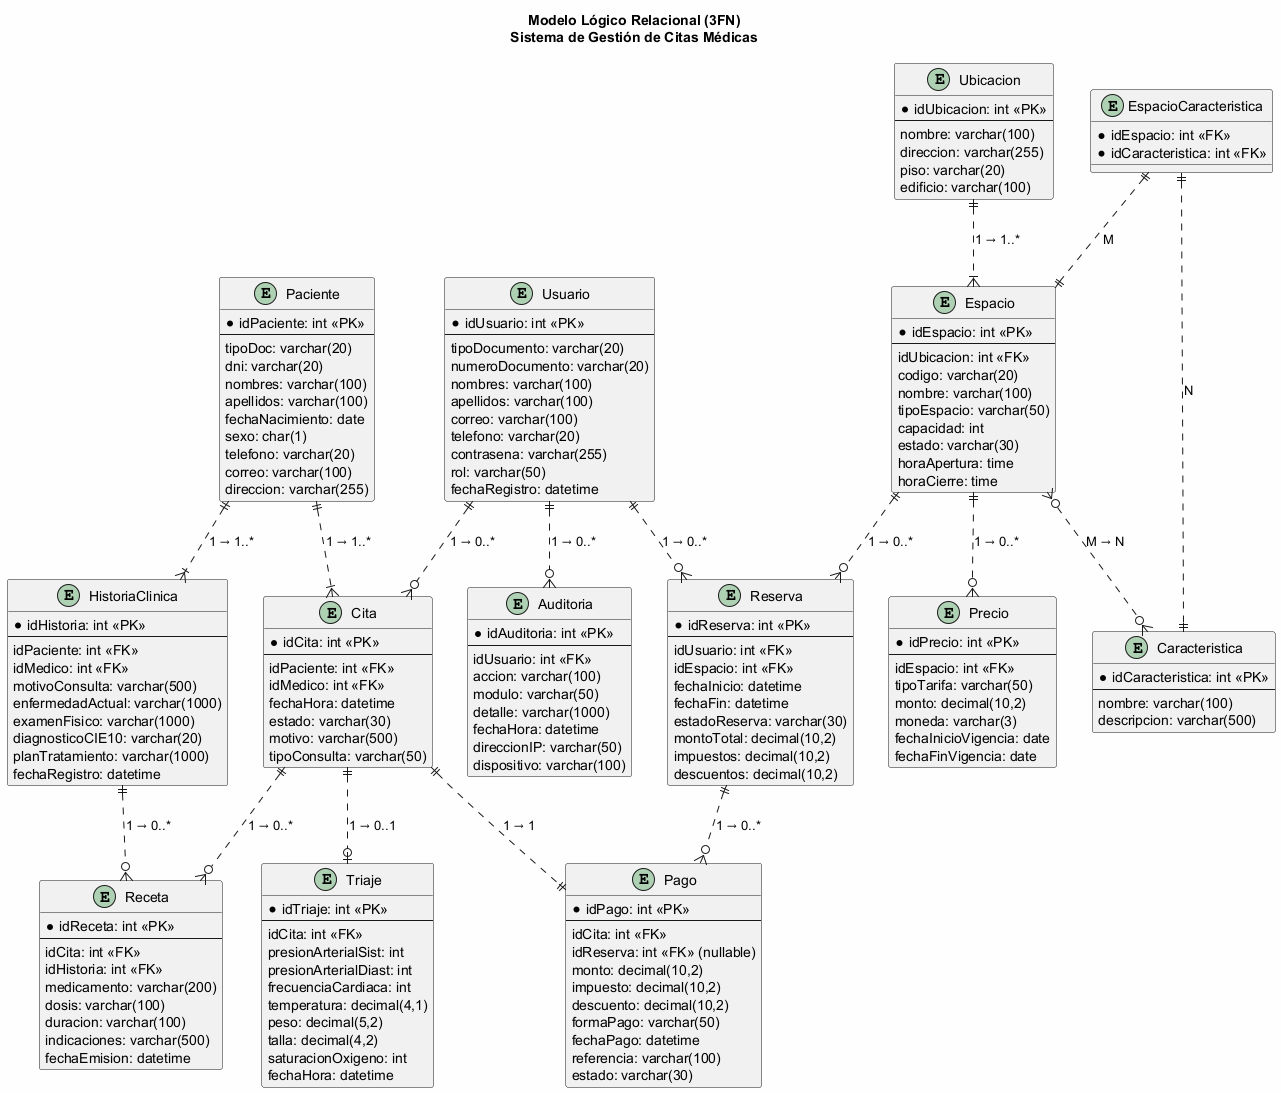 Modelo Lógico Relacional (3FN)
Sistema de Gestión de Citas Médicas
E Ubicacion
* idUbicacion: int «PK»
nombre: varchar(100)
direccion: varchar(255)
piso: varchar(20)
edificio: varchar(100)
E EspacioCaracteristica
* idEspacio: int «FK»
* idCaracteristica: int «FK»
1 → 1..*
M
E Paciente
* idPaciente: int «PK»
tipoDoc: varchar(20)
dni: varchar(20)
nombres: varchar(100)
apellidos: varchar(100)
fechaNacimiento: date
sexo: char(1)
telefono: varchar(20)
correo: varchar(100)
direccion: varchar(255)
E Usuario
* idUsuario: int «PK»
tipoDocumento: varchar(20)
numeroDocumento: varchar(20)
nombres: varchar(100)
apellidos: varchar(100)
correo: varchar(100)
telefono: varchar(20)
contrasena: varchar(255)
rol: varchar(50)
fechaRegistro: datetime
E Espacio
* idEspacio: int «PK»
idUbicacion: int «FK»
codigo: varchar(20)
nombre: varchar(100)
tipoEspacio: varchar(50)
capacidad: int
estado: varchar(30)
horaApertura: time
horaCierre: time
N
1 → 1..*
1 → 1..*
1 → 0..*
1 → 0..*
1 → 0..*
1 → 0..*
1 → 0..*
M → N
E HistoriaClinica
* idHistoria: int «PK»
idPaciente: int «FK»
idMedico: int «FK»
motivoConsulta: varchar(500)
enfermedadActual: varchar(1000)
examenFisico: varchar(1000)
diagnosticoCIE10: varchar(20)
planTratamiento: varchar(1000)
fechaRegistro: datetime
E Cita
* idCita: int «PK»
idPaciente: int «FK»
idMedico: int «FK»
fechaHora: datetime
estado: varchar(30)
motivo: varchar(500)
tipoConsulta: varchar(50)
E Auditoria
* idAuditoria: int «PK»
idUsuario: int «FK»
accion: varchar(100)
modulo: varchar(50)
detalle: varchar(1000)
fechaHora: datetime
direccionIP: varchar(50)
dispositivo: varchar(100)
E Reserva
* idReserva: int «PK»
idUsuario: int «FK»
idEspacio: int «FK»
fechaInicio: datetime
fechaFin: datetime
estadoReserva: varchar(30)
montoTotal: decimal(10,2)
impuestos: decimal(10,2)
descuentos: decimal(10,2)
E Precio
* idPrecio: int «PK»
idEspacio: int «FK»
tipoTarifa: varchar(50)
monto: decimal(10,2)
moneda: varchar(3)
fechaInicioVigencia: date
fechaFinVigencia: date
E Caracteristica
* idCaracteristica: int «PK»
nombre: varchar(100)
descripcion: varchar(500)
1 → 0..*
1 → 0..*
1 → 0..1
1 → 1
1 → 0..*
E Receta
* idReceta: int «PK»
idCita: int «FK»
idHistoria: int «FK»
medicamento: varchar(200)
dosis: varchar(100)
duracion: varchar(100)
indicaciones: varchar(500)
fechaEmision: datetime
E Triaje
* idTriaje: int «PK»
idCita: int «FK»
presionArterialSist: int
presionArterialDiast: int
frecuenciaCardiaca: int
temperatura: decimal(4,1)
peso: decimal(5,2)
talla: decimal(4,2)
saturacionOxigeno: int
fechaHora: datetime
E Pago
* idPago: int «PK»
idCita: int «FK»
idReserva: int «FK» (nullable)
monto: decimal(10,2)
impuesto: decimal(10,2)
descuento: decimal(10,2)
formaPago: varchar(50)
fechaPago: datetime
referencia: varchar(100)
estado: varchar(30)